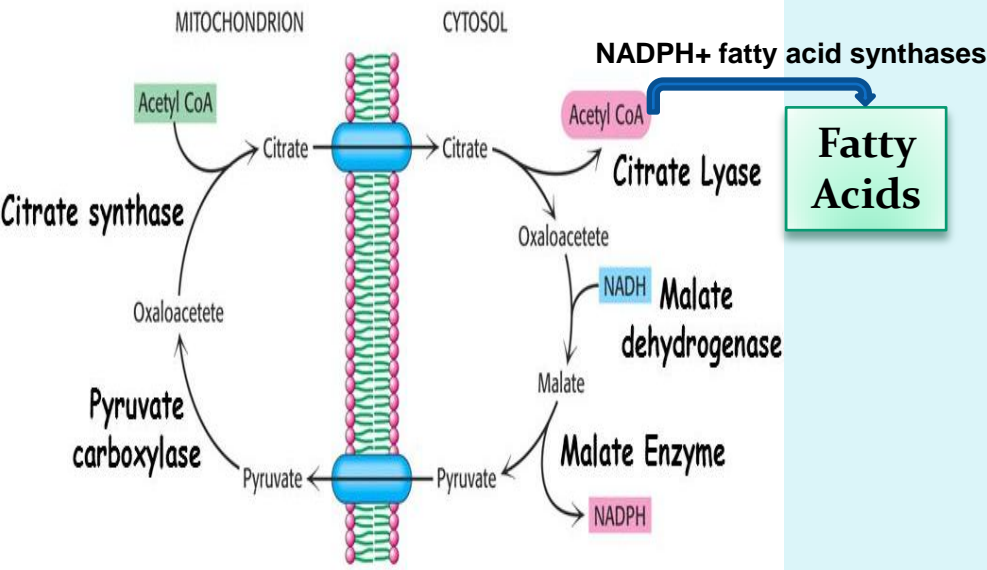 MITOCHONDRION
CYTOSOL
NADPH+ fatty acid synthases
Acetyl CoA
Acetyl CoA
Fatty
Acids
Citrate
Citrate
Citrate Lyase
Citrate synthase
Oxaloacetete
NADH
Malate
dehydrogenase
Oxaloacetete
Malate
Pyruvate
carboxylase
Malate Enzyme
Pyruvate
Pyruvate
NADPH